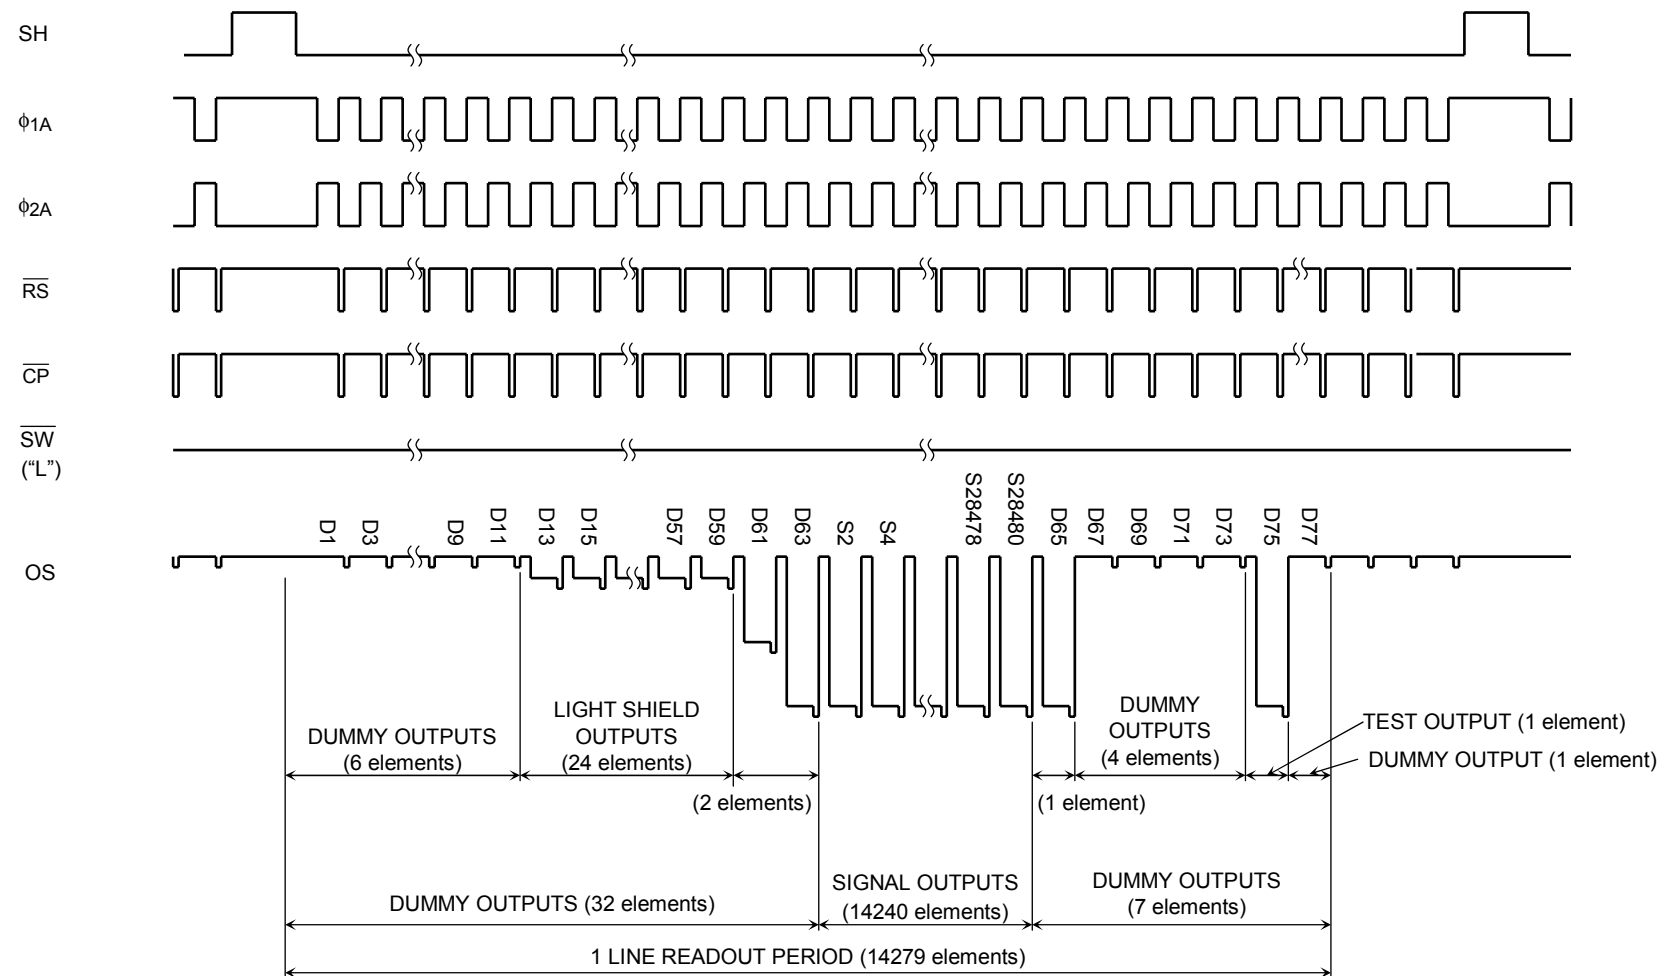 SH
ϕ1A
ϕ2A
RS
CP
SW
(“L”)
OS
D1
D3
D9
D11
D13
D15
D57
D59
D61
D63
S2
S4
S28478
S28480
D65
D67
D69
D71
D73
D75
D77
DUMMY OUTPUTS
(6 elements)
LIGHT SHIELD
OUTPUTS
(24 elements)
(2 elements)
(1 element)
DUMMY
OUTPUTS
(4 elements)
TEST OUTPUT (1 element)
DUMMY OUTPUT (1 element)
DUMMY OUTPUTS (32 elements)
SIGNAL OUTPUTS
(14240 elements)
DUMMY OUTPUTS
(7 elements)
1 LINE READOUT PERIOD (14279 elements)